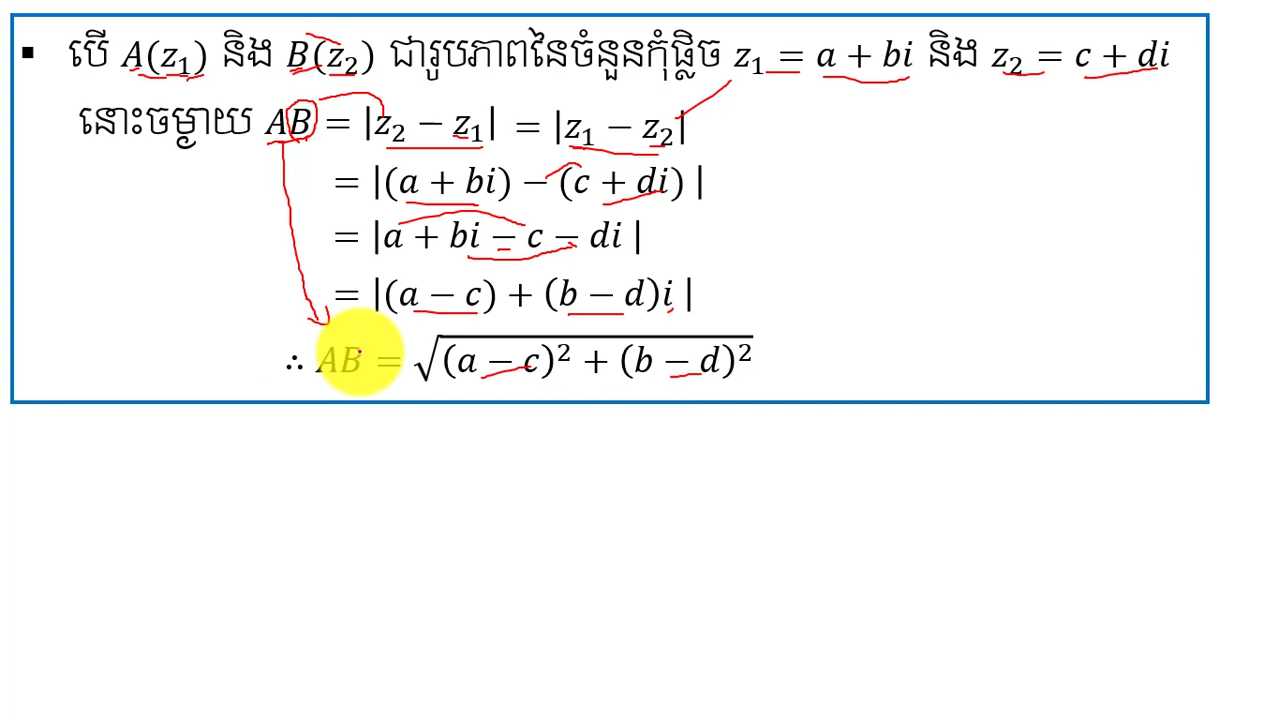 ▪ បើ A(z₁) និង B(z₂) ជារូបភាពនៃចំនួនកុំផ្លិច z₁ = a + bi និង z₂ = c + di
នោះចម្ងាយ AB = |z₂ − z₁| = |z₁ − z₂|
= |(a + bi) − (c + di) |
= |a + bi − c − di |
= |(a − c) + (b − d)i |
∴ AB = √(a − c)² + (b − d)²